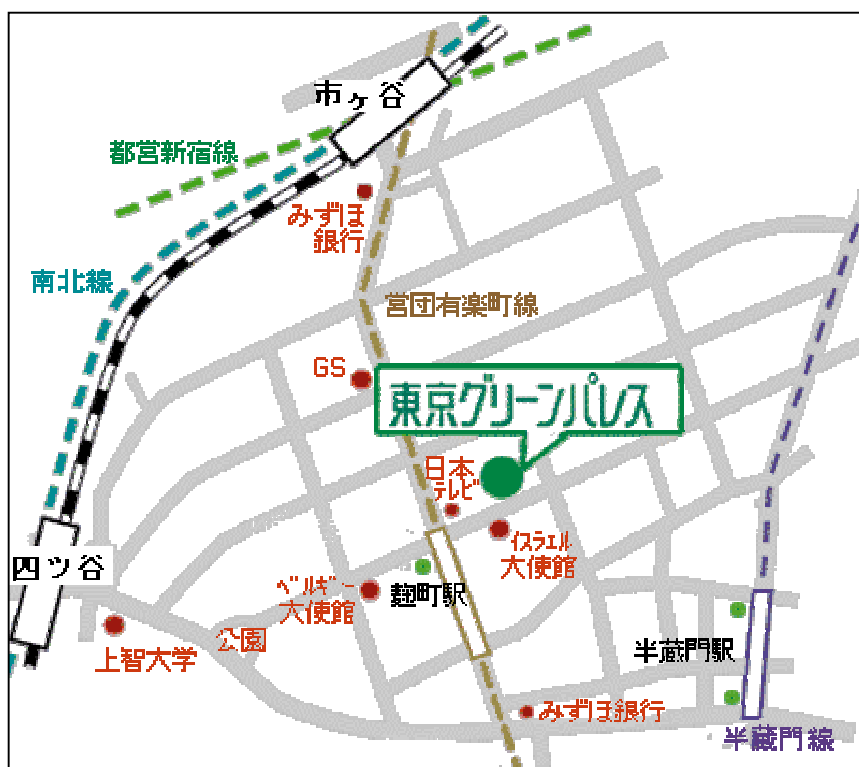 市ヶ谷
都営新宿線
みずほ
銀行
南北線
営団有楽町線
GS
東京グリーンパレス
日本
テレビ
イスラエル
大使館
四ツ谷
ベルギー
大使館
麹町駅
公園
上智大学
半蔵門駅
みずほ銀行
半蔵門線